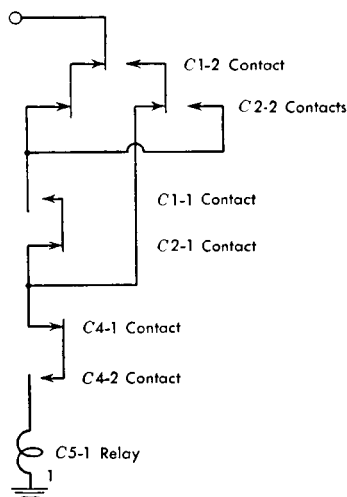 C1-2 Contact
C2-2 Contacts
C1-1 Contact
C2-1 Contact
C4-1 Contact
C4-2 Contact
C5-1 Relay
1